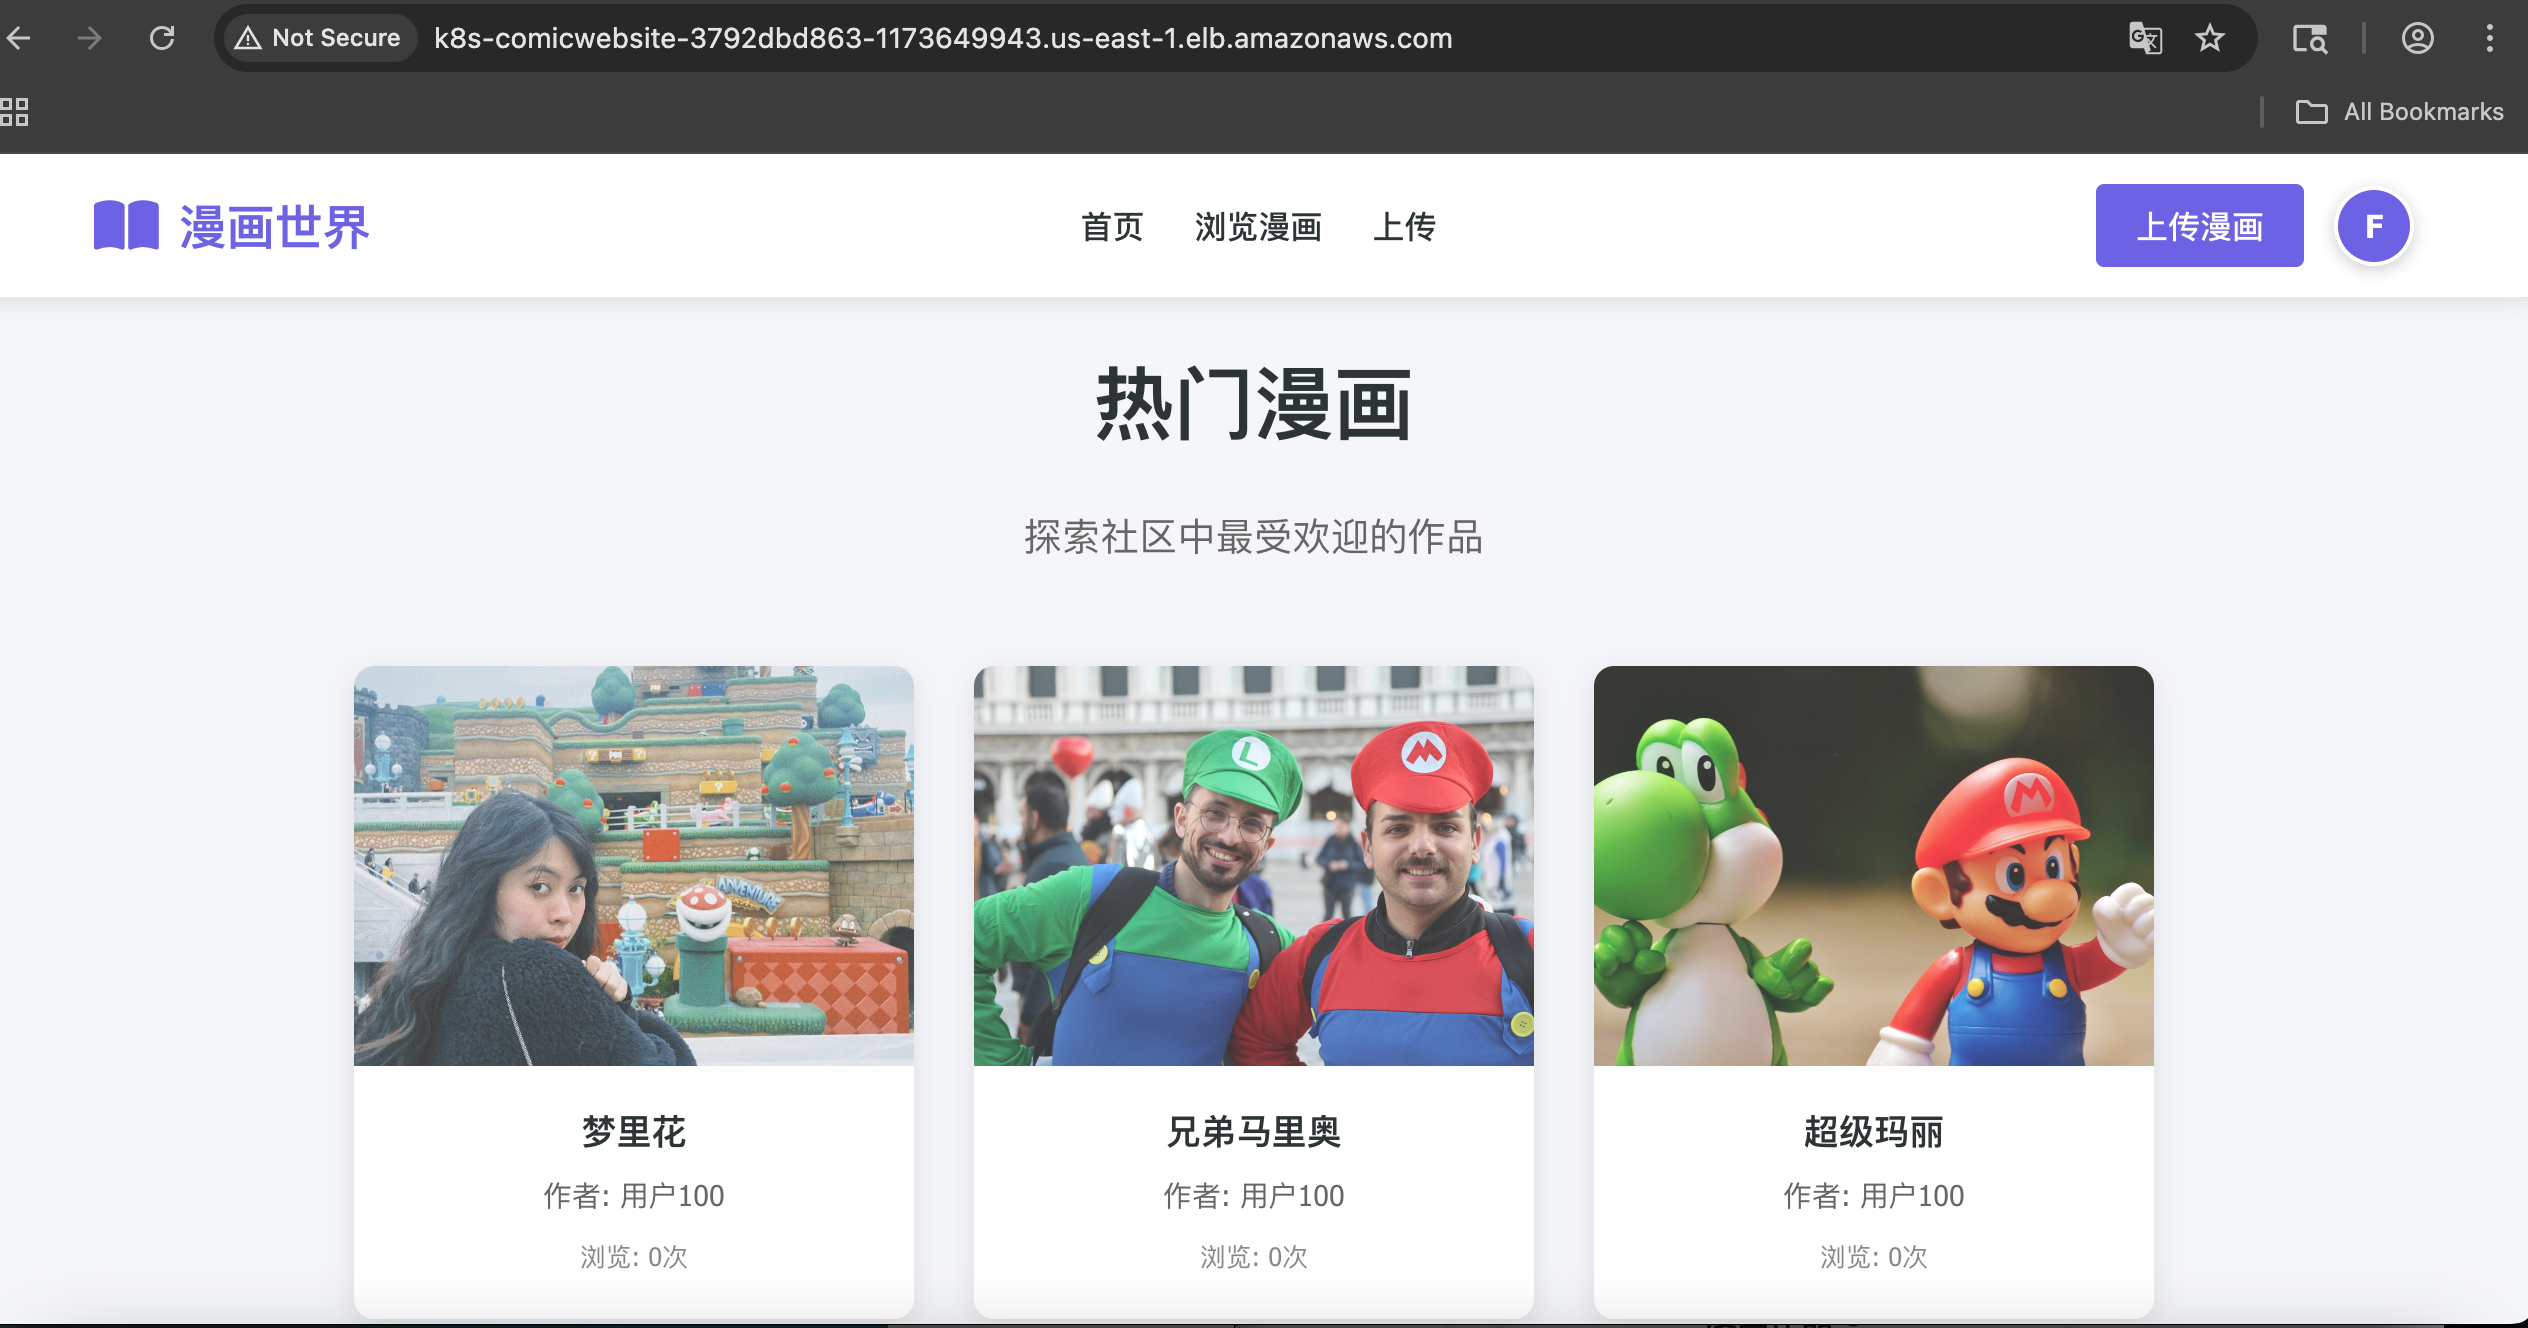 Not Secure
k8s-comicwebsite-3792dbd863-1173649943.us-east-1.elb.amazonaws.com
All Bookmarks
漫画世界
首页 浏览漫画 上传
上传漫画
F
热门漫画
探索社区中最受欢迎的作品
ADVENTURE
L
M
M
梦里花
作者: 用户100
浏览: 0次
兄弟马里奥
作者: 用户100
浏览: 0次
超级玛丽
作者: 用户100
浏览: 0次